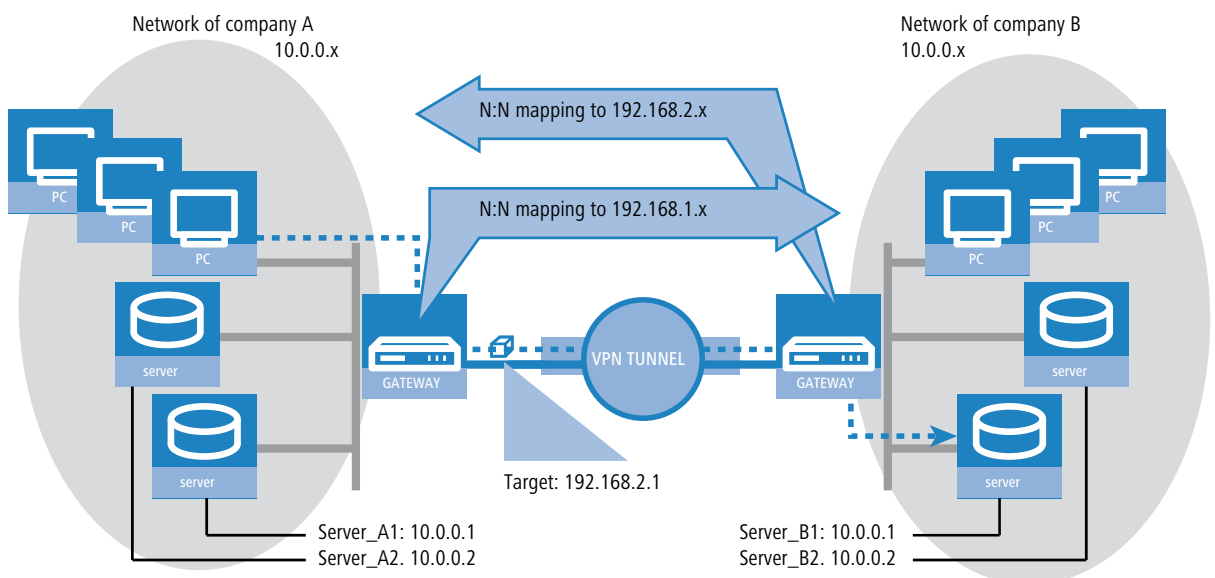 Network of company A
10.0.0.x
Network of company B
10.0.0.x
N:N mapping to 192.168.2.x
N:N mapping to 192.168.1.x
PC
PC
PC
PC
PC
PC
server
GATEWAY
VPN TUNNEL
GATEWAY
server
server
server
Target: 192.168.2.1
Server_A1: 10.0.0.1
Server_A2. 10.0.0.2
Server_B1: 10.0.0.1
Server_B2. 10.0.0.2